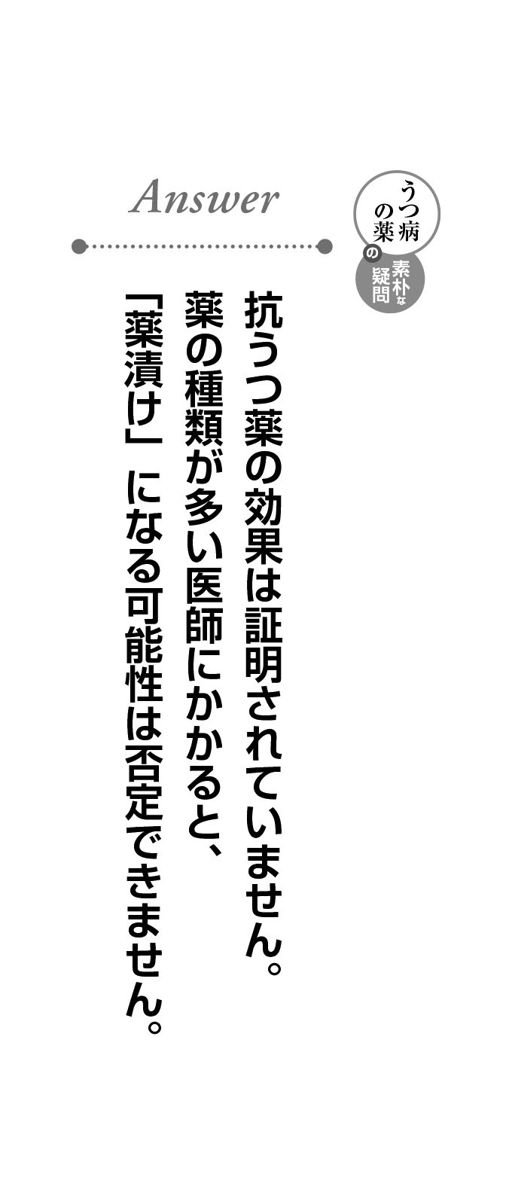 うつ病
の薬
の
素朴な
疑問
Answer
抗うつ薬の効果は証明されていません。
薬の種類が多い医師にかかると、
「薬漬け」になる可能性は否定できません。